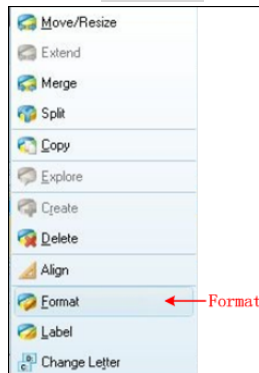 Move/Resize
Extend
Merge
Split
Copy
Explore
Create
Delete
Align
Format Format
Label
Change Letter